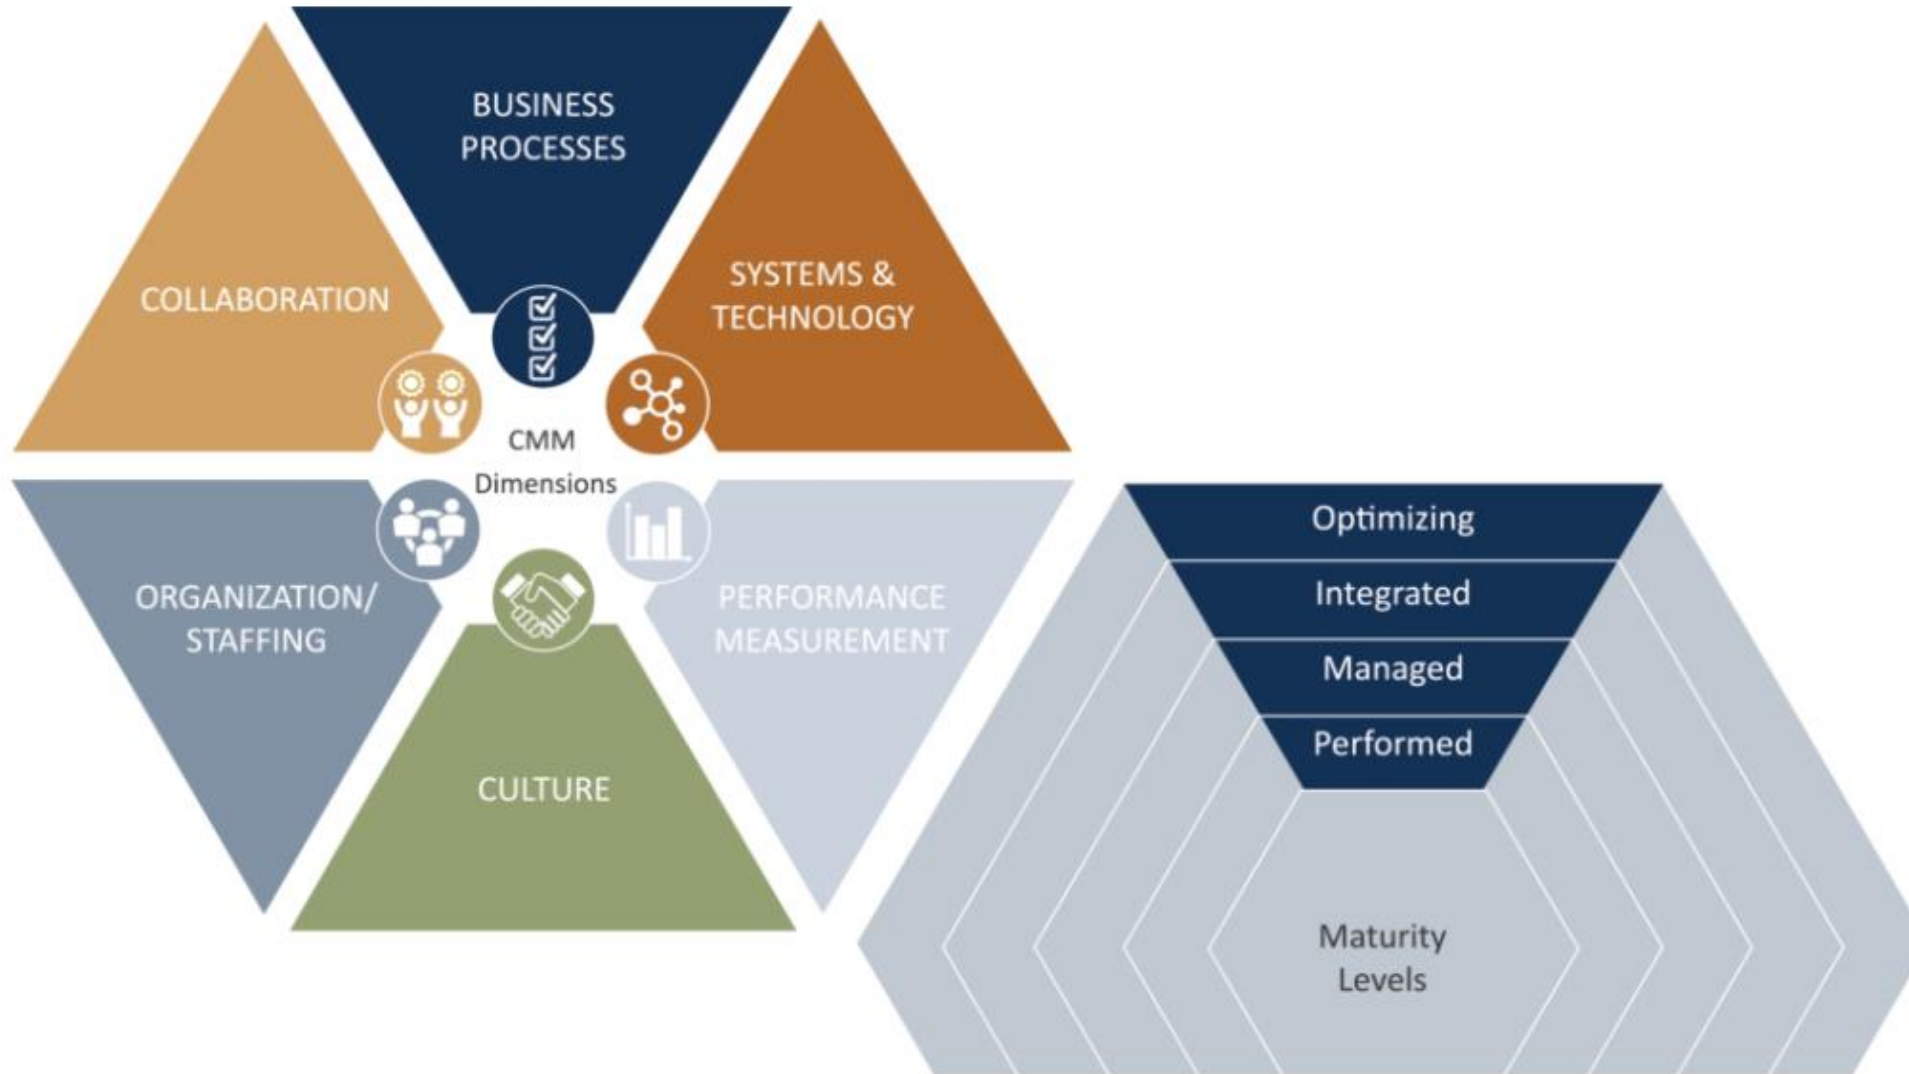 BUSINESS
PROCESSES
COLLABORATION
SYSTEMS &
TECHNOLOGY
CMM
Dimensions
ORGANIZATION/
STAFFING
PERFORMANCE
MEASUREMENT
CULTURE
Optimizing
Integrated
Managed
Performed
Maturity
Levels